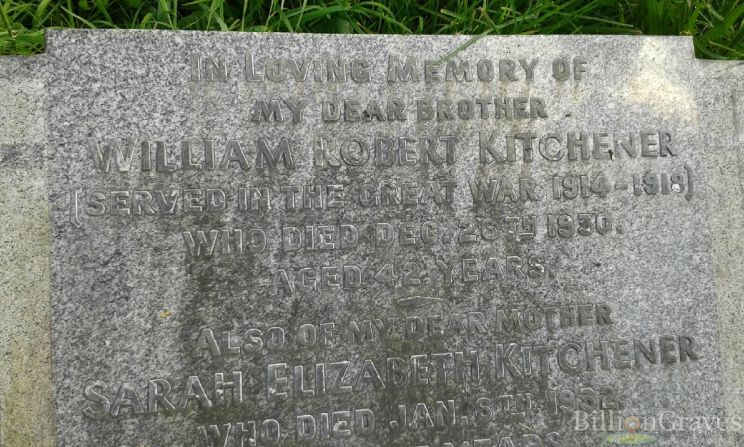 IN LOVING MEMORY OF
MY DEAR BROTHER
WILLIAM ROBERT KITCHENER
(SERVED IN THE GREAT WAR 1914-1918)
WHO DIED DEC. 26TH 1930.
AGED 42 YEARS.
ALSO OF MY DEAR MOTHER
SARAH ELIZABETH KITCHENER
WHO DIED JAN. 6TH 1932
YEARS
BillionGraves